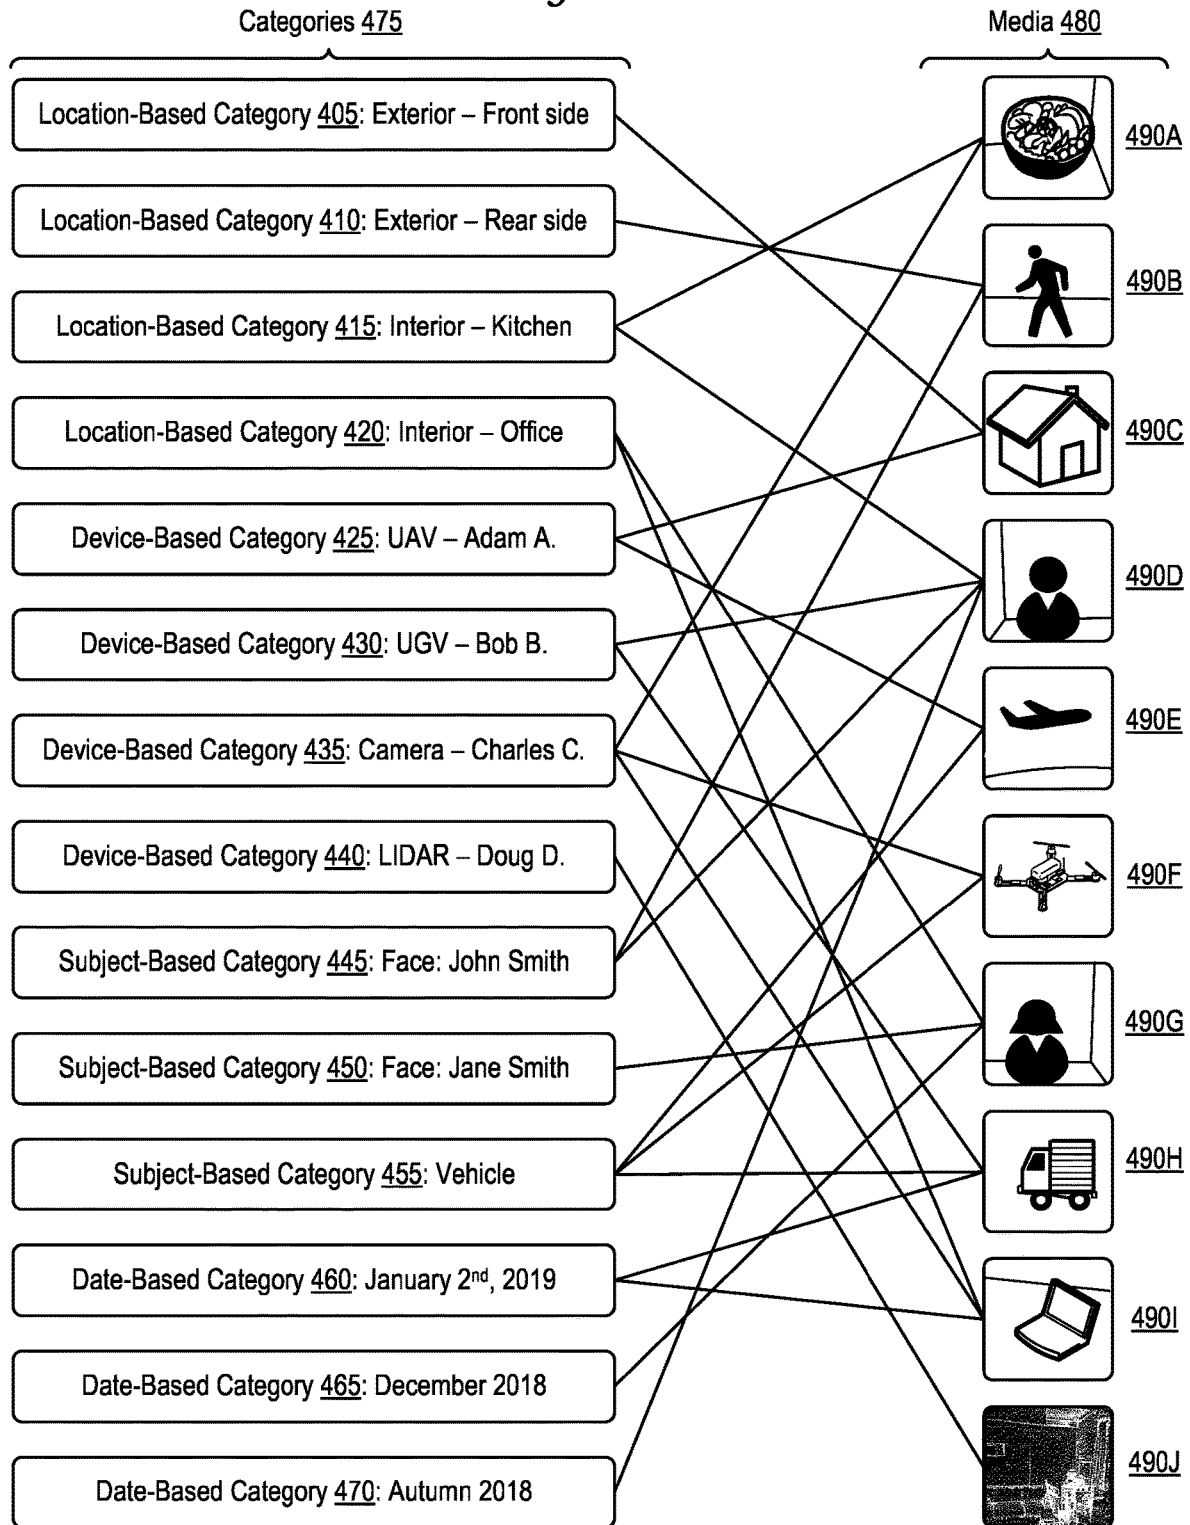 Categories 475
Media 480
Location-Based Category 405: Exterior – Front side
490A
Location-Based Category 410: Exterior – Rear side
490B
Location-Based Category 415: Interior – Kitchen
Location-Based Category 420: Interior – Office
490C
Device-Based Category 425: UAV – Adam A.
490D
Device-Based Category 430: UGV – Bob B.
490E
Device-Based Category 435: Camera – Charles C.
Device-Based Category 440: LIDAR – Doug D.
490F
Subject-Based Category 445: Face: John Smith
490G
Subject-Based Category 450: Face: Jane Smith
490H
Subject-Based Category 455: Vehicle
Date-Based Category 460: January 2nd, 2019
490I
Date-Based Category 465: December 2018
490J
Date-Based Category 470: Autumn 2018